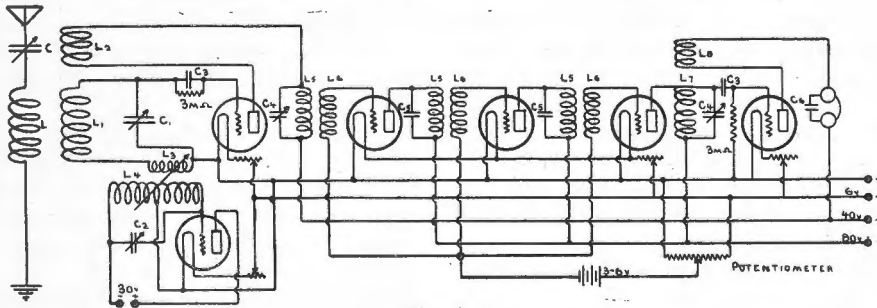 C
L
L2
L1
C3
3MΩ
C1
L3
L4
C2
30V
- +
C4
L5
L6
C5
L5
L6
C5
L5
L6
L7
C4
L8
C3
3MΩ
C6
-
6V
+
40V
80V
3-6V
POTENTIOMETER